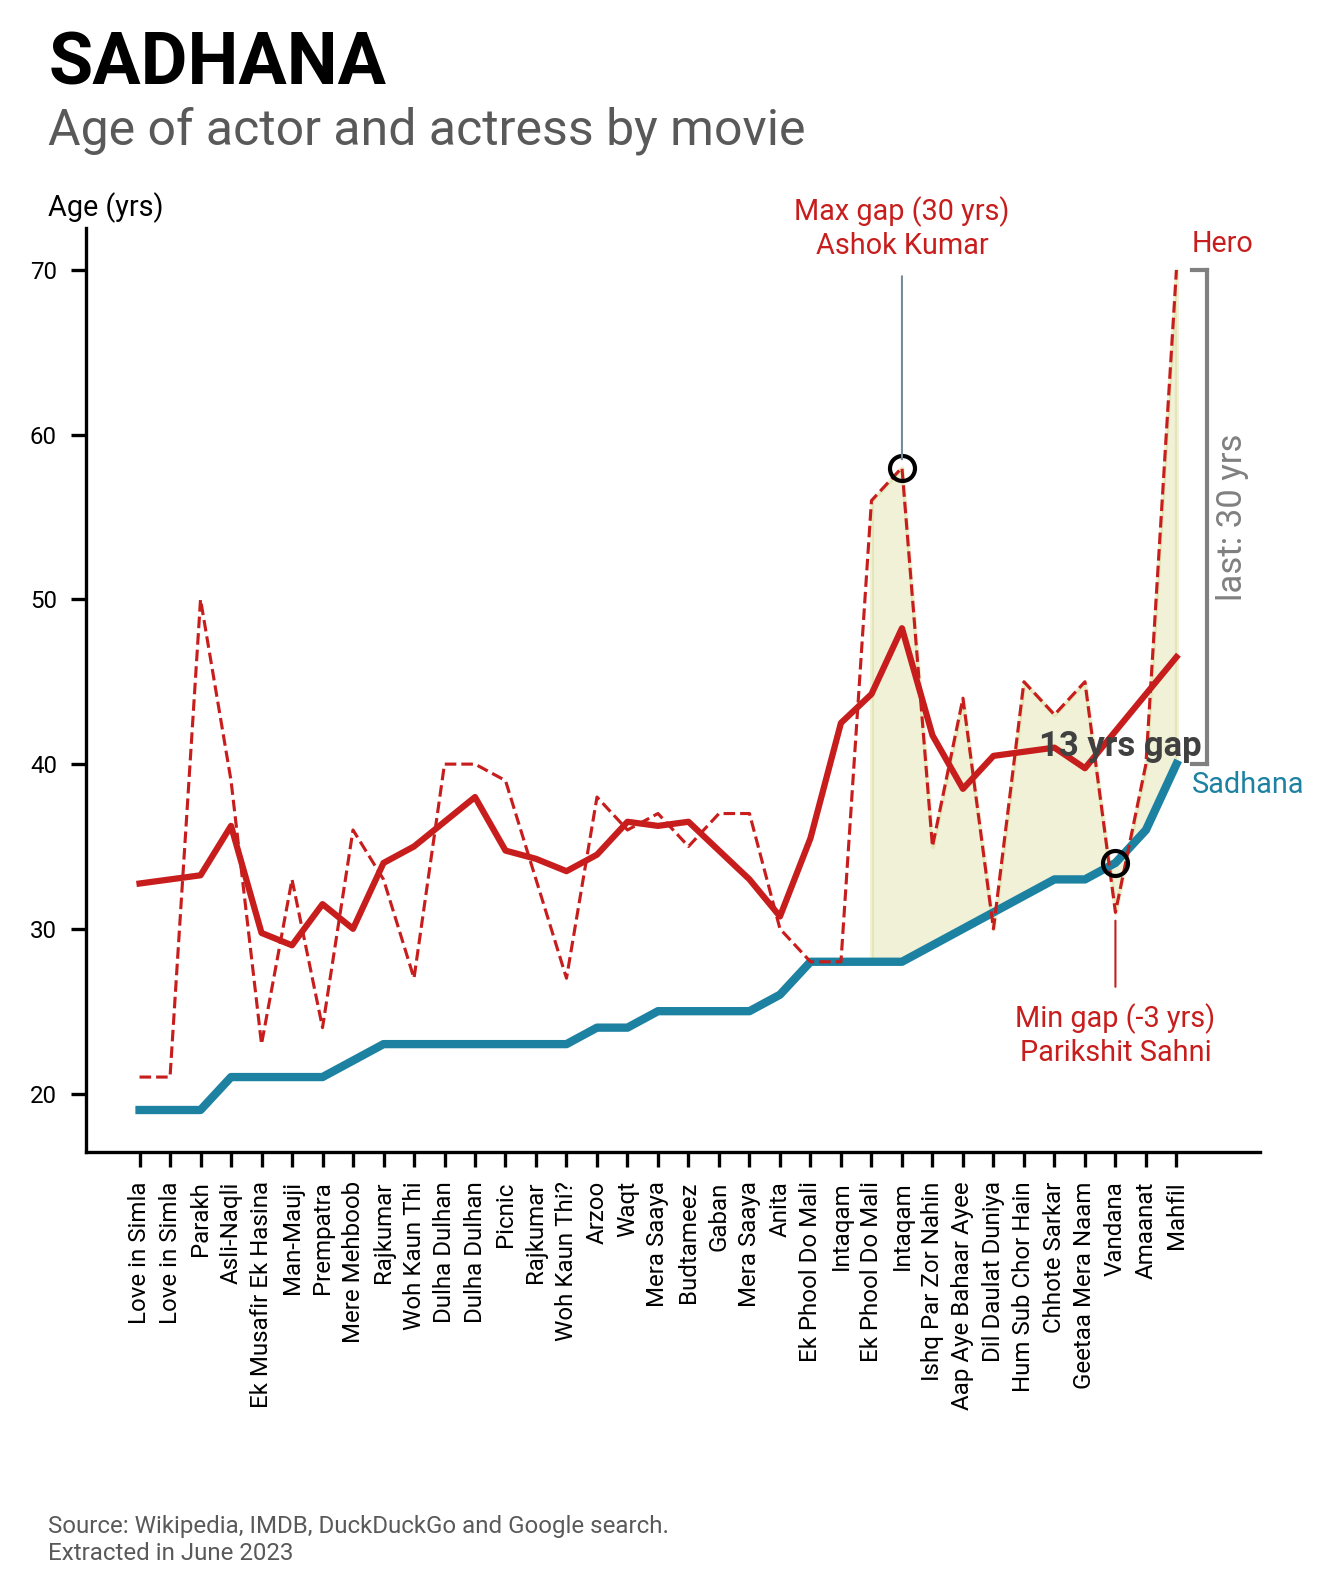 SADHANA
Age of actor and actress by movie
Age (yrs)
Max gap (30 yrs)
Ashok Kumar
Hero
70
60
50
40
30
20
last: 30 yrs
13 yrs gap
Sadhana
Min gap (-3 yrs)
Parikshit Sahni
Love in Simla
Love in Simla
Parakh
Asli-Naqli
Ek Musafir Ek Hasina
Man-Mauji
Prempatra
Mere Mehboob
Rajkumar
Woh Kaun Thi
Dulha Dulhan
Dulha Dulhan
Picnic
Rajkumar
Woh Kaun Thi?
Arzoo
Waqt
Mera Saaya
Budtameez
Gaban
Mera Saaya
Anita
Ek Phool Do Mali
Intaqam
Ek Phool Do Mali
Intaqam
Ishq Par Zor Nahin
Aap Aye Bahaar Ayee
Dil Daulat Duniya
Hum Sub Chor Hain
Chhote Sarkar
Geetaa Mera Naam
Vandana
Amaanat
Mahfil
Source: Wikipedia, IMDB, DuckDuckGo and Google search.
Extracted in June 2023